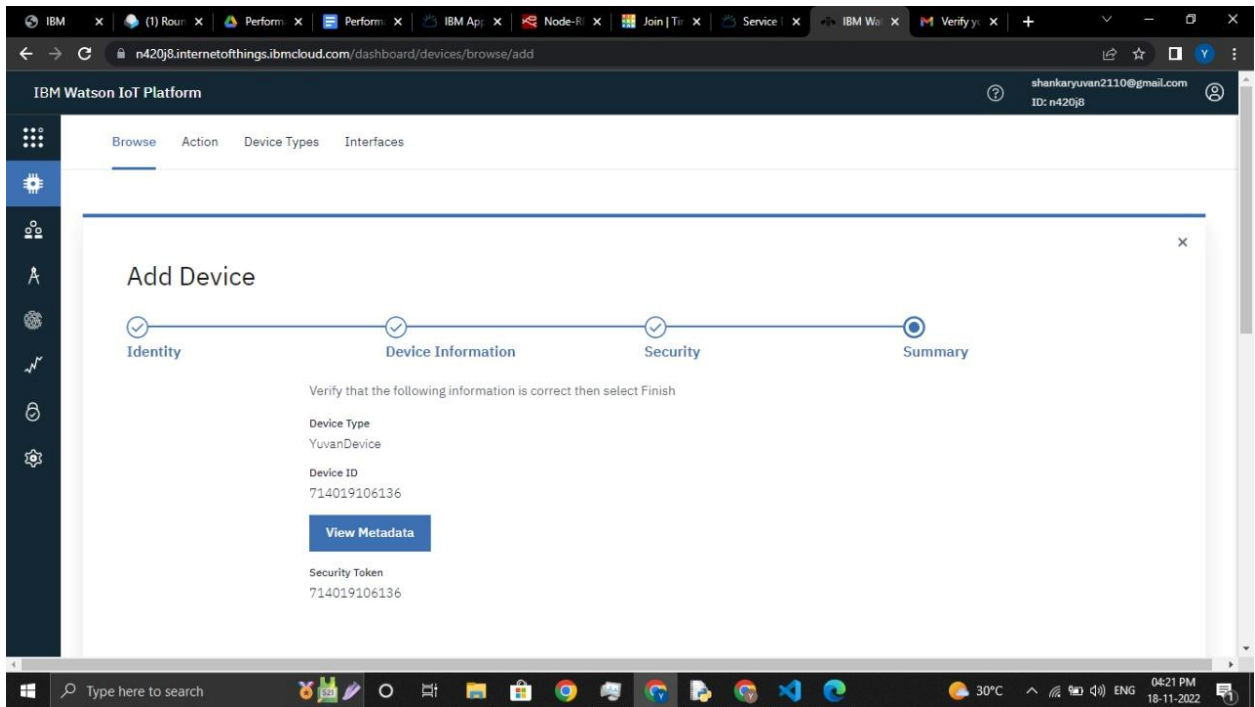 IBM
(1) Roun
Perform
Perform
IBM App
Node-R
Join | Tin
Service
IBM Wa
Verify yo
n420j8.internetofthings.ibmcloud.com/dashboard/devices/browse/add
Y
IBM Watson IoT Platform
shankaryuvan2110@gmail.com
ID: n420j8
Browse Action Device Types Interfaces
Add Device
Identity Device Information Security Summary
Verify that the following information is correct then select Finish
Device Type
YuvanDevice
Device ID
714019106136
View Metadata
Security Token
714019106136
Type here to search
30°C
ENG
04:21 PM
18-11-2022